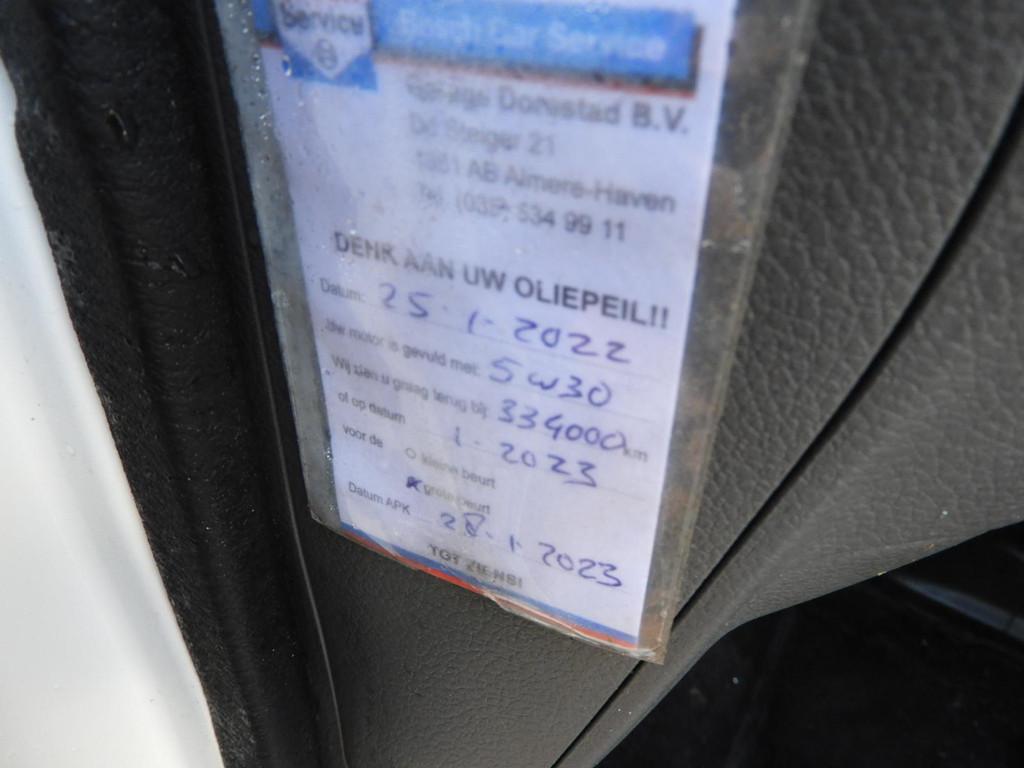 Service
Bosch Car Service
Garage Dorestad B.V.
De Steiger 21
1351 AB Almere-Haven
Tel. (036) 534 99 11
DENK AAN UW OLIEPEIL!!
Datum: 25-1-2022
Uw motor is gevuld met: 5W30
Wij zien u graag terug bij: 334000 km
of op datum 1-2023
voor de O kleine beurt
grote beurt
Datum APK 28-1-2023
TOT ZIENS!